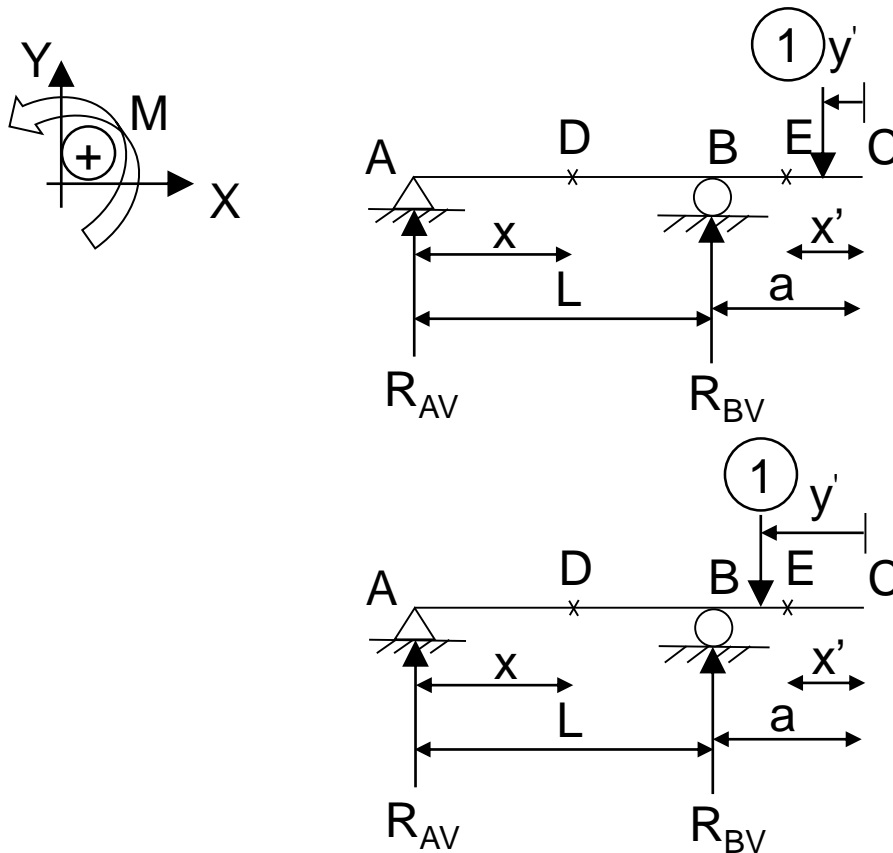 1 y'
Y
M
+
X
A D B E C
x x’
L a
R_AV R_BV
1
y'
A D B E C
x x’
L a
R_AV R_BV